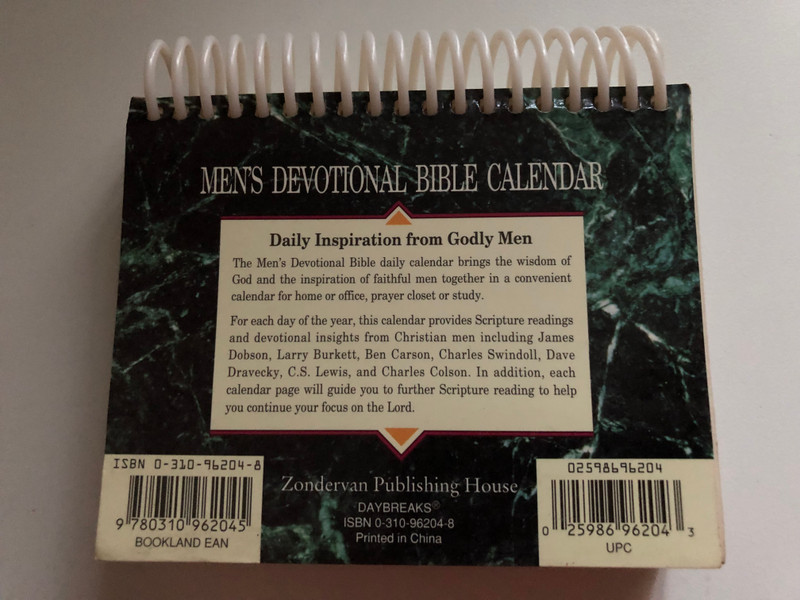 MEN'S DEVOTIONAL BIBLE CALENDAR
Daily Inspiration from Godly Men
The Men's Devotional Bible daily calendar brings the wisdom of
God and the inspiration of faithful men together in a convenient
calendar for home or office, prayer closet or study.
For each day of the year, this calendar provides Scripture readings
and devotional insights from Christian men including James
Dobson, Larry Burkett, Ben Carson, Charles Swindoll, Dave
Dravecky, C.S. Lewis, and Charles Colson. In addition, each
calendar page will guide you to further Scripture reading to help
you continue your focus on the Lord.
ISBN 0-310-96204-8
9 780310 962045
BOOKLAND EAN
Zondervan Publishing House
DAYBREAKS®
ISBN 0-310-96204-8
Printed in China
02598696204
0 25986 96204 3
UPC